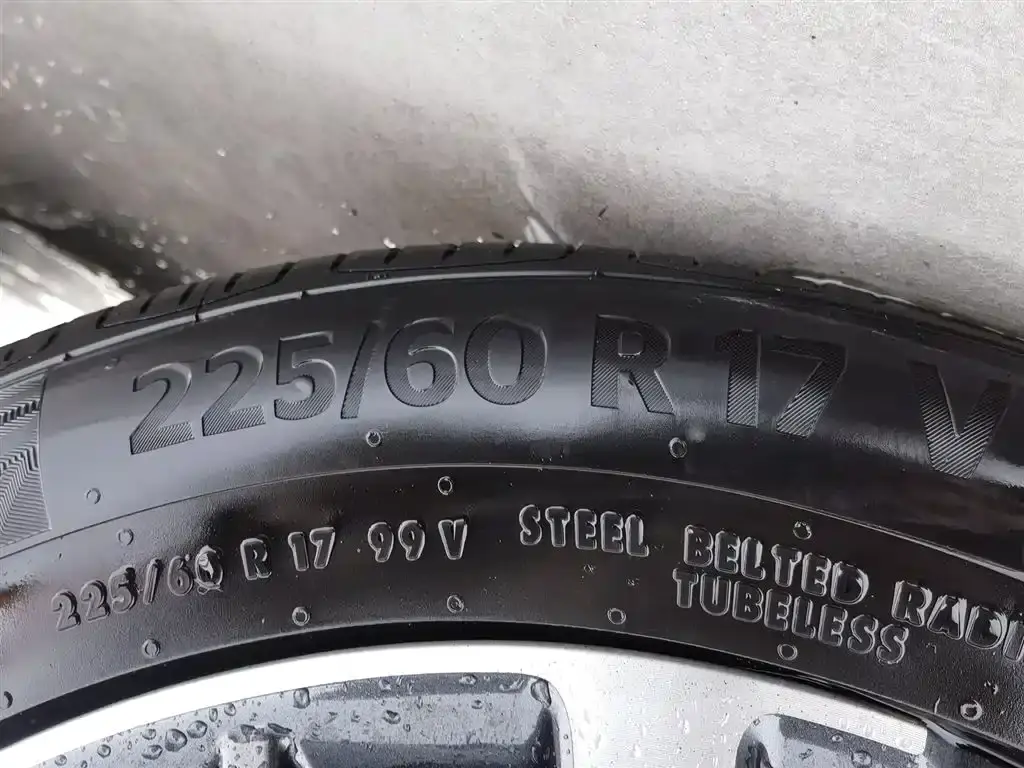 225/60 R 17 V
225/60 R 17 99 V STEEL BELTED
TUBELESS